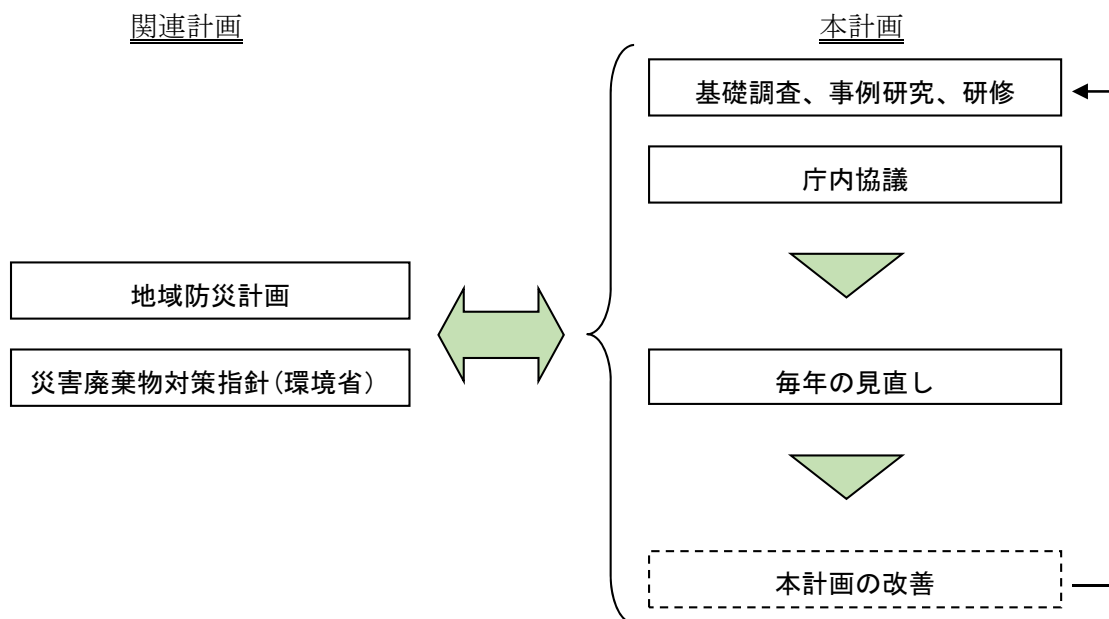 関連計画
本計画
基礎調査、事例研究、研修
庁内協議
地域防災計画
災害廃棄物対策指針(環境省)
毎年の見直し
本計画の改善